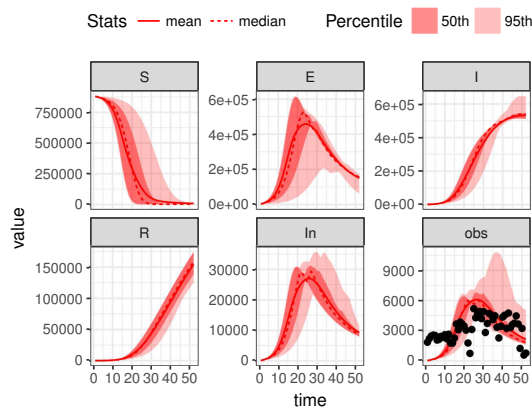 Stats mean median Percentile 50th 95th
S E I
750000 500000 250000 0
6e+05 4e+05 2e+05 0e+00
6e+05 4e+05 2e+05 0e+00
value
R In obs
150000 100000 50000 0
30000 20000 10000 0
9000 6000 3000 0
0 10 20 30 40 50 0 10 20 30 40 50 0 10 20 30 40 50
time